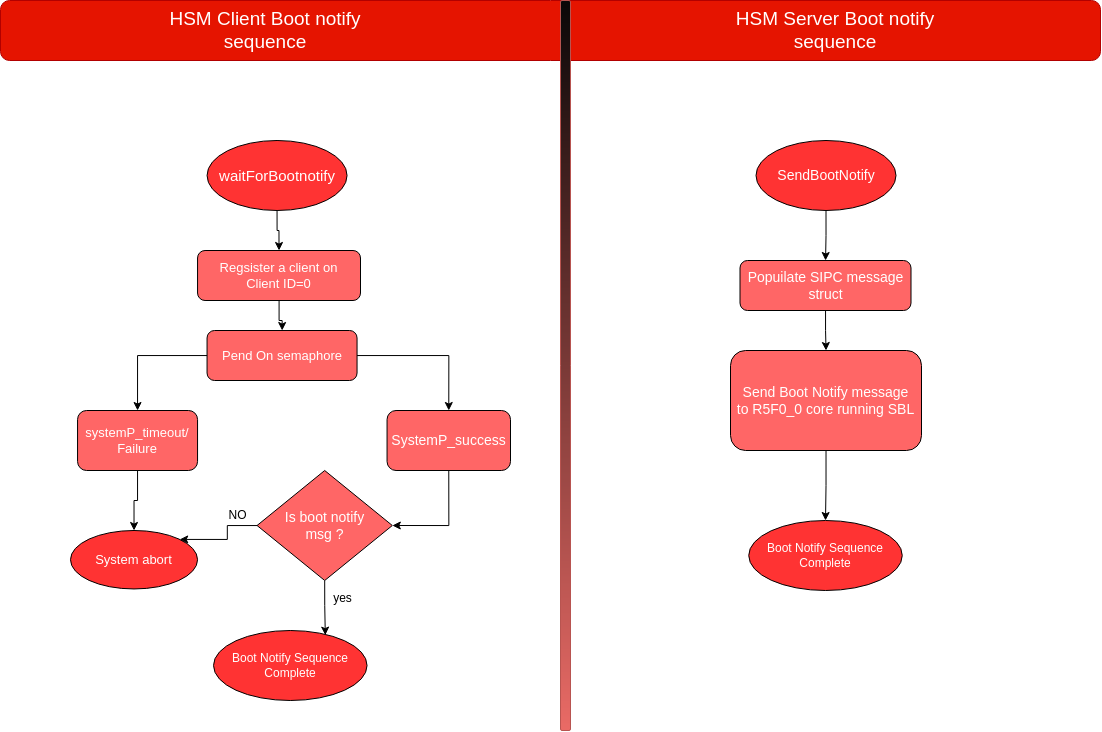 HSM Client Boot notify
sequence
HSM Server Boot notify
sequence
waitForBootnotify
Regsister a client on
Client ID=0
Pend On semaphore
systemP_timeout/
Failure
SystemP_success
Is boot notify
msg ?
NO
System abort
yes
Boot Notify Sequence
Complete
SendBootNotify
Popuilate SIPC message
struct
Send Boot Notify message
to R5F0_0 core running SBL
Boot Notify Sequence
Complete